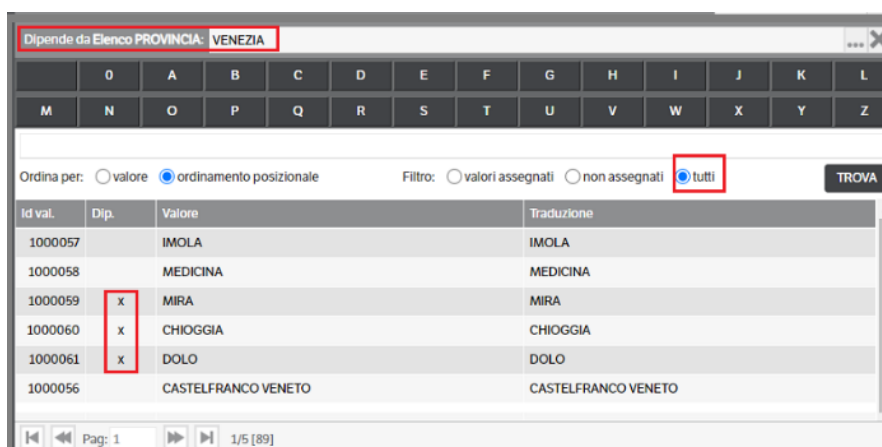 Dipende da Elenco PROVINCIA: VENEZIA ...
0 A B C D E F G H I J K L
M N O P Q R S T U V W X Y Z
Ordina per: valore ordinamento posizionale Filtro: valori assegnati non assegnati tutti TROVA
Id val. Dip. Valore Traduzione
1000057 IMOLA IMOLA
1000058 MEDICINA MEDICINA
1000059 x MIRA MIRA
1000060 x CHIOGGIA CHIOGGIA
1000061 x DOLO DOLO
1000056 CASTELFRANCO VENETO CASTELFRANCO VENETO
Pag: 1 1/5 [89]